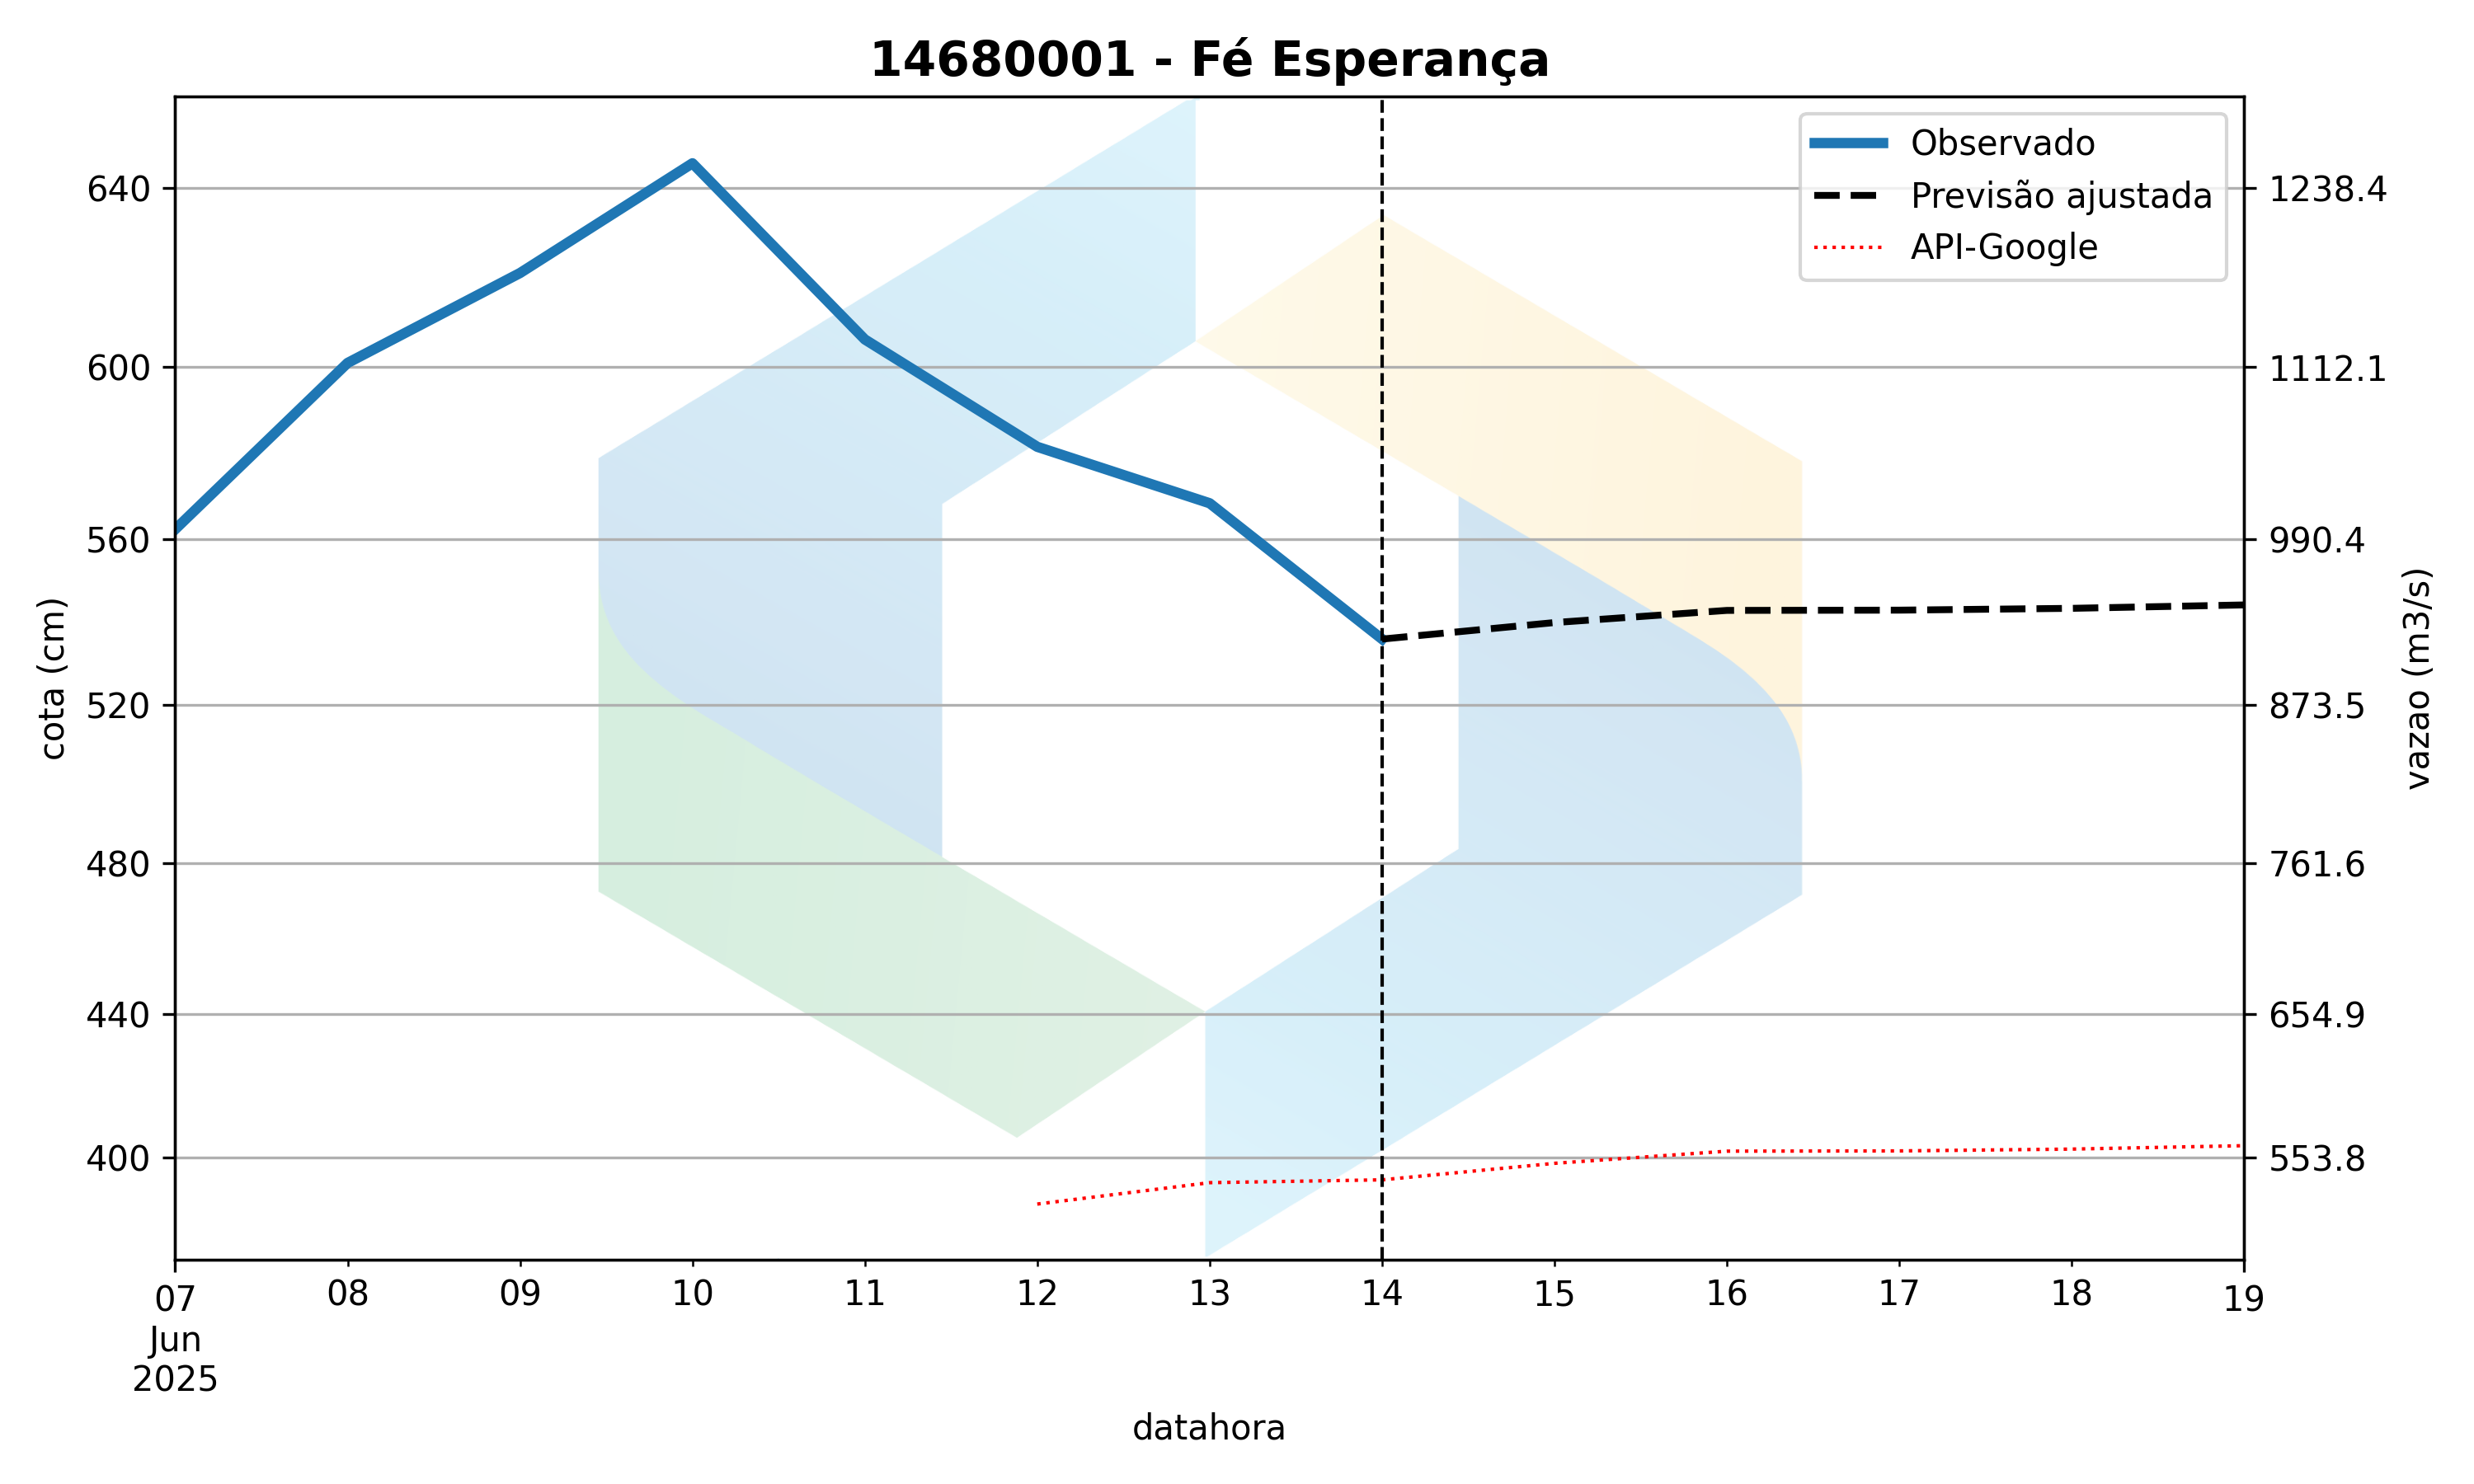 14680001 - Fé Esperança
Observado
Previsão ajustada
API-Google
cota (cm)
640
600
560
520
480
440
400
1238.4
1112.1
990.4
873.5
761.6
654.9
553.8
vazao (m3/s)
07 08 09 10 11 12 13 14 15 16 17 18 19
Jun
2025
datahora